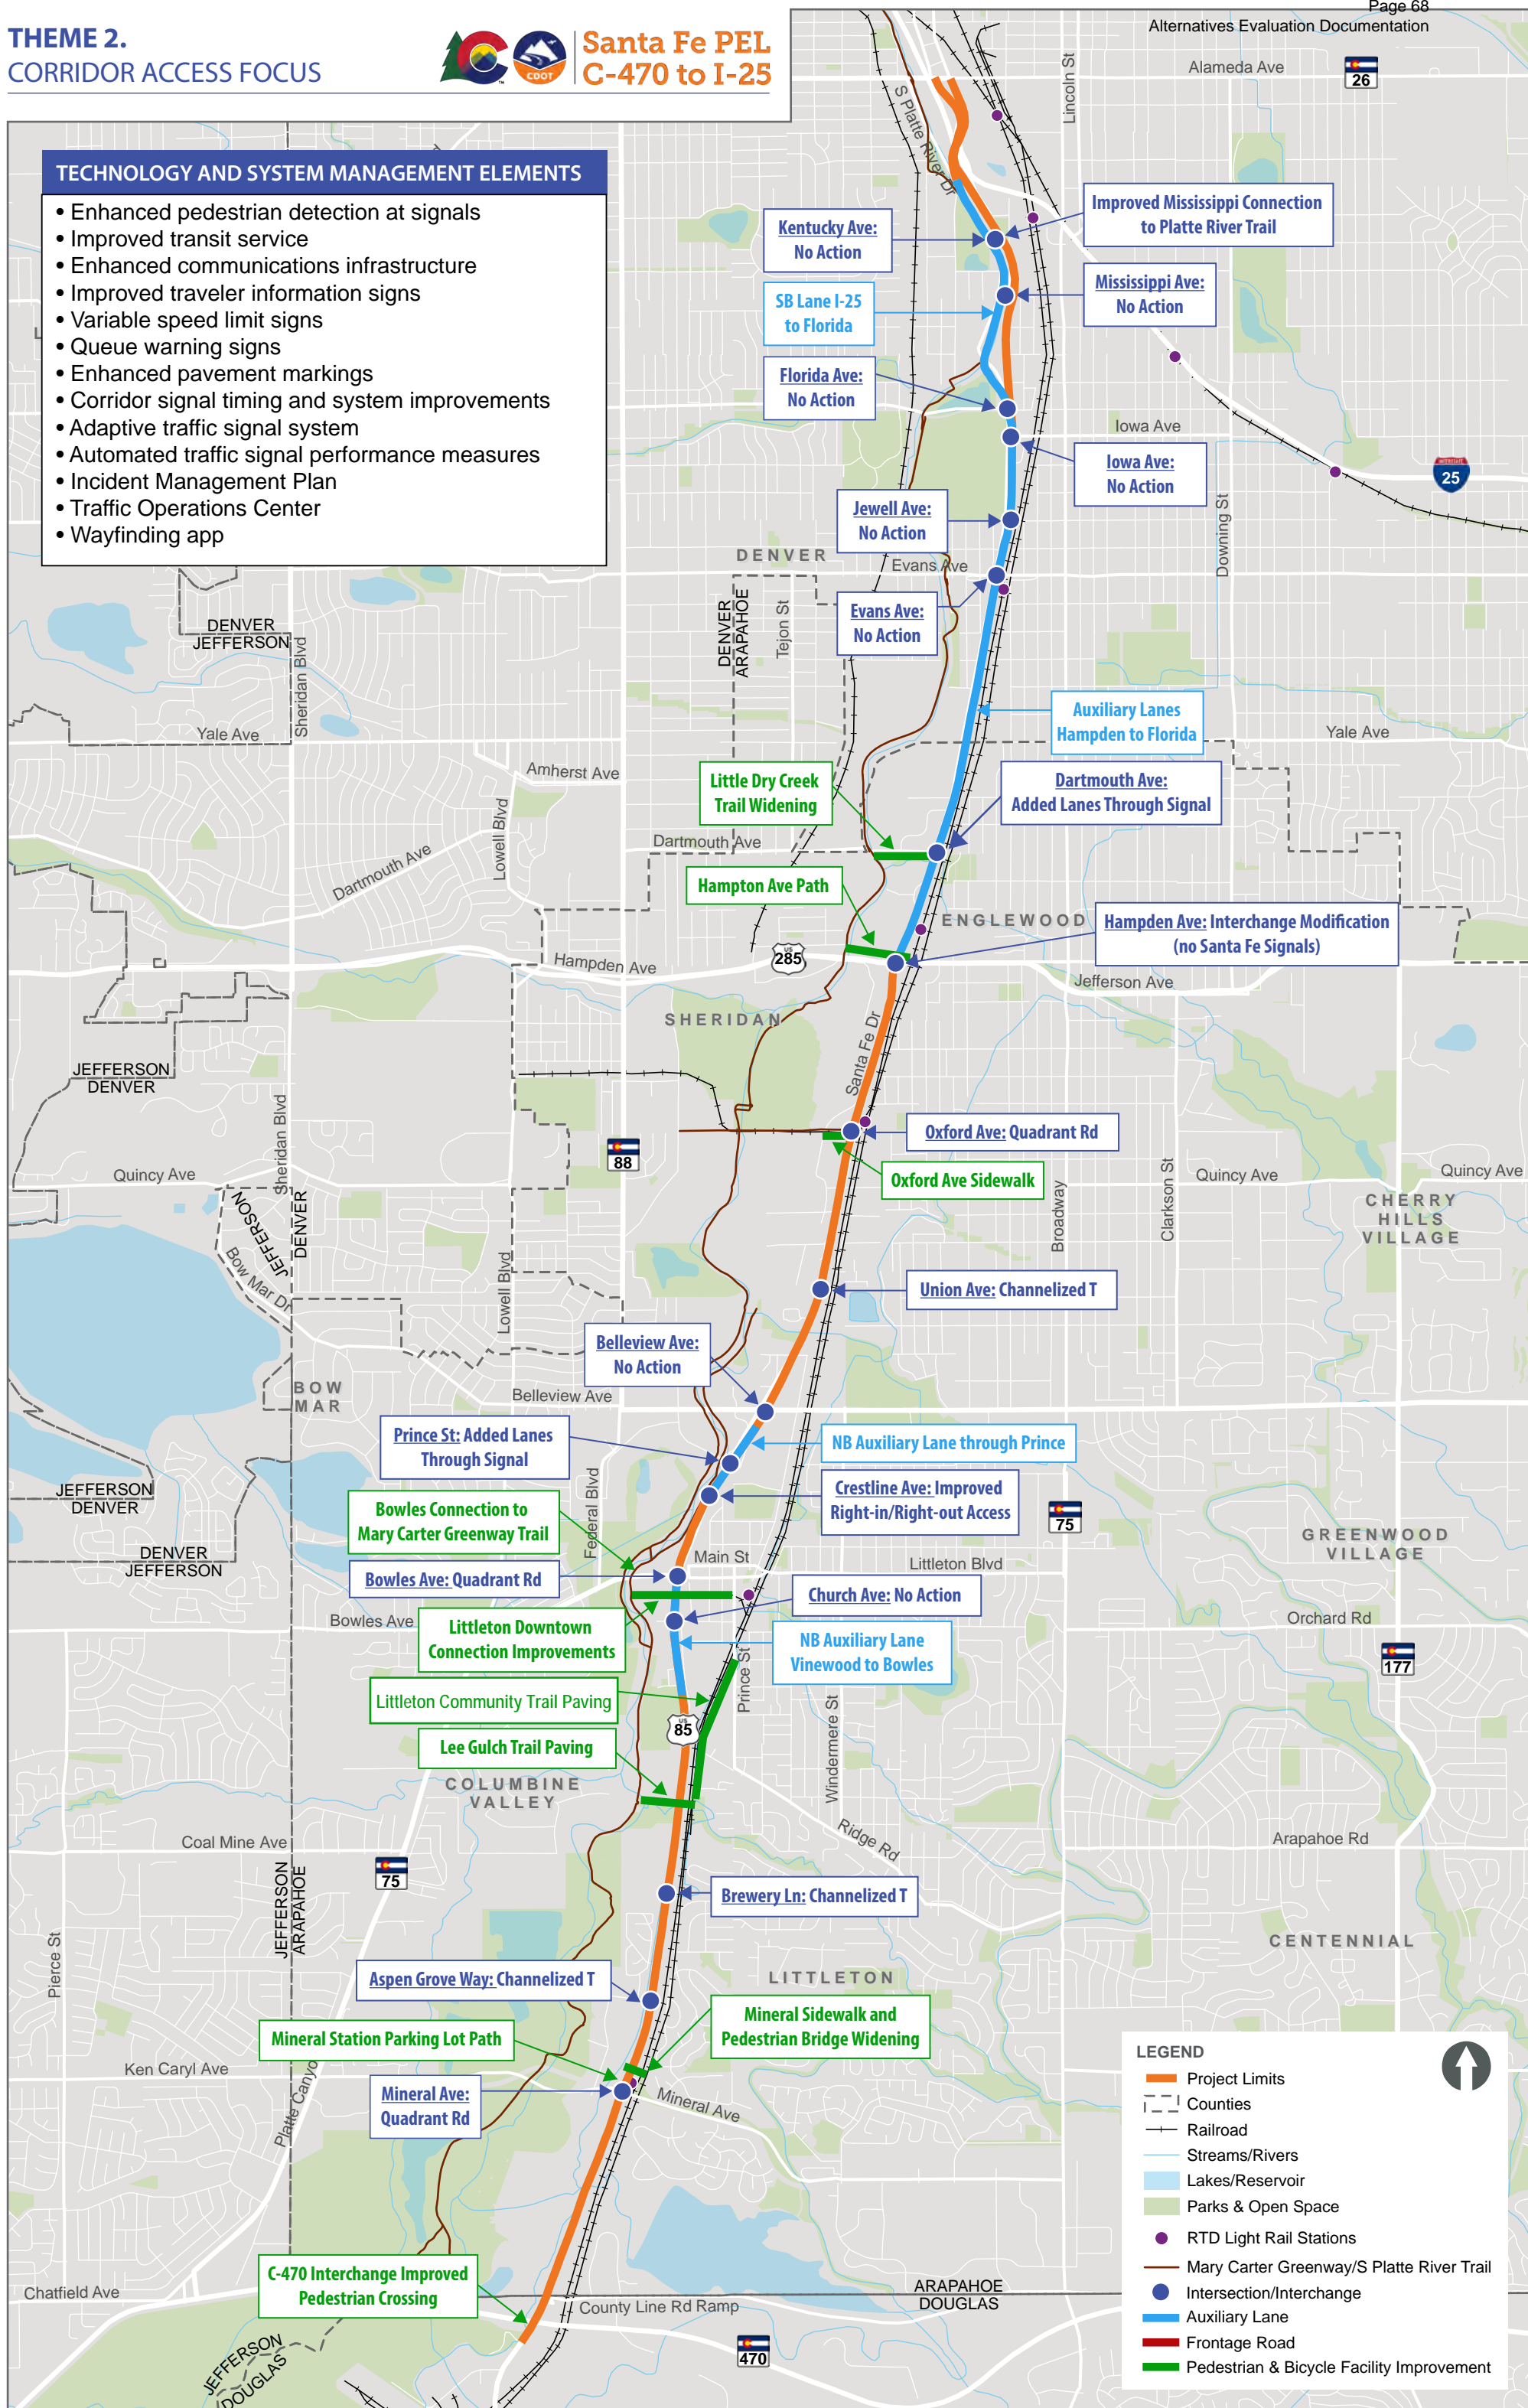 Page 68
Alternatives Evaluation Documentation
THEME 2.
CORRIDOR ACCESS FOCUS
CDOT
Santa Fe PEL
C-470 to I-25
TECHNOLOGY AND SYSTEM MANAGEMENT ELEMENTS
• Enhanced pedestrian detection at signals
• Improved transit service
• Enhanced communications infrastructure
• Improved traveler information signs
• Variable speed limit signs
• Queue warning signs
• Enhanced pavement markings
• Corridor signal timing and system improvements
• Adaptive traffic signal system
• Automated traffic signal performance measures
• Incident Management Plan
• Traffic Operations Center
• Wayfinding app
Alameda Ave
26
Lincoln St
S Platte River Dr
Improved Mississippi Connection
to Platte River Trail
Kentucky Ave:
No Action
Mississippi Ave:
No Action
SB Lane I-25
to Florida
Florida Ave:
No Action
Iowa Ave
Iowa Ave:
No Action
25
Jewell Ave:
No Action
Downing St
DENVER
Evans Ave
Evans Ave:
No Action
DENVER
ARAPAHOE
Tejon St
DENVER
JEFFERSON
Sheridan Blvd
Auxiliary Lanes
Hampden to Florida
Yale Ave
Yale Ave
Amherst Ave
Little Dry Creek
Trail Widening
Dartmouth Ave:
Added Lanes Through Signal
Lowell Blvd
Dartmouth Ave
Dartmouth Ave
Hampton Ave Path
ENGLEWOOD
Hampden Ave: Interchange Modification
(no Santa Fe Signals)
US
285
Hampden Ave
Jefferson Ave
SHERIDAN
Santa Fe Dr
JEFFERSON
DENVER
Sheridan Blvd
88
Oxford Ave: Quadrant Rd
Oxford Ave Sidewalk
Quincy Ave
Quincy Ave
Quincy Ave
Clarkson St
Broadway
CHERRY
HILLS
VILLAGE
JEFFERSON
DENVER
Bow Mar Dr
Lowell Blvd
Union Ave: Channelized T
Belleview Ave:
No Action
BOW
MAR
Belleview Ave
Prince St: Added Lanes
Through Signal
NB Auxiliary Lane through Prince
JEFFERSON
DENVER
Federal Blvd
Crestline Ave: Improved
Right-in/Right-out Access
75
Bowles Connection to
Mary Carter Greenway Trail
GREENWOOD
VILLAGE
DENVER
JEFFERSON
Main St
Littleton Blvd
Bowles Ave: Quadrant Rd
Church Ave: No Action
Bowles Ave
Orchard Rd
Littleton Downtown
Connection Improvements
NB Auxiliary Lane
Vinewood to Bowles
177
Prince St
Littleton Community Trail Paving
US
85
Windermere St
Lee Gulch Trail Paving
COLUMBINE
VALLEY
Ridge Rd
Coal Mine Ave
Arapahoe Rd
75
JEFFERSON
ARAPAHOE
Brewery Ln: Channelized T
Pierce St
CENTENNIAL
Aspen Grove Way: Channelized T
LITTLETON
Mineral Station Parking Lot Path
Mineral Sidewalk and
Pedestrian Bridge Widening
Ken Caryl Ave
Platte Canyo
Mineral Ave:
Quadrant Rd
Mineral Ave
C-470 Interchange Improved
Pedestrian Crossing
Chatfield Ave
County Line Rd Ramp
ARAPAHOE
DOUGLAS
JEFFERSON
DOUGLAS
470
LEGEND
Project Limits
Counties
Railroad
Streams/Rivers
Lakes/Reservoir
Parks & Open Space
RTD Light Rail Stations
Mary Carter Greenway/S Platte River Trail
Intersection/Interchange
Auxiliary Lane
Frontage Road
Pedestrian & Bicycle Facility Improvement